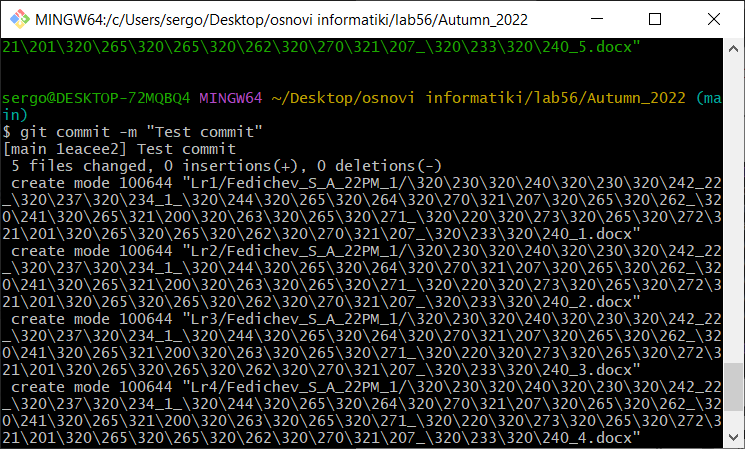 MINGW64:/c/Users/sergo/Desktop/osnovi informatiki/lab56/Autumn_2022
21\201\320\265\320\265\320\262\320\270\321\207_\320\233\320\240_5.docx"
sergo@DESKTOP-72MQBQ4 MINGW64 ~/Desktop/osnovi informatiki/lab56/Autumn_2022 (ma
in)
$ git commit -m "Test commit"
[main 1eacee2] Test commit
 5 files changed, 0 insertions(+), 0 deletions(-)
 create mode 100644 "Lr1/Fedichev_S_A_22PM_1/\320\230\320\240\320\230\320\242_22
_\320\237\320\234_1_\320\244\320\265\320\264\320\270\321\207\320\265\320\262_\32
0\241\320\265\321\200\320\263\320\265\320\271_\320\220\320\273\320\265\320\272\3
21\201\320\265\320\265\320\262\320\270\321\207_\320\233\320\240_1.docx"
 create mode 100644 "Lr2/Fedichev_S_A_22PM_1/\320\230\320\240\320\230\320\242_22
_\320\237\320\234_1_\320\244\320\265\320\264\320\270\321\207\320\265\320\262_\32
0\241\320\265\321\200\320\263\320\265\320\271_\320\220\320\273\320\265\320\272\3
21\201\320\265\320\265\320\262\320\270\321\207_\320\233\320\240_2.docx"
 create mode 100644 "Lr3/Fedichev_S_A_22PM_1/\320\230\320\240\320\230\320\242_22
_\320\237\320\234_1_\320\244\320\265\320\264\320\270\321\207\320\265\320\262_\32
0\241\320\265\321\200\320\263\320\265\320\271_\320\220\320\273\320\265\320\272\3
21\201\320\265\320\265\320\262\320\270\321\207_\320\233\320\240_3.docx"
 create mode 100644 "Lr4/Fedichev_S_A_22PM_1/\320\230\320\240\320\230\320\242_22
_\320\237\320\234_1_\320\244\320\265\320\264\320\270\321\207\320\265\320\262_\32
0\241\320\265\321\200\320\263\320\265\320\271_\320\220\320\273\320\265\320\272\3
21\201\320\265\320\265\320\262\320\270\321\207_\320\233\320\240_4.docx"